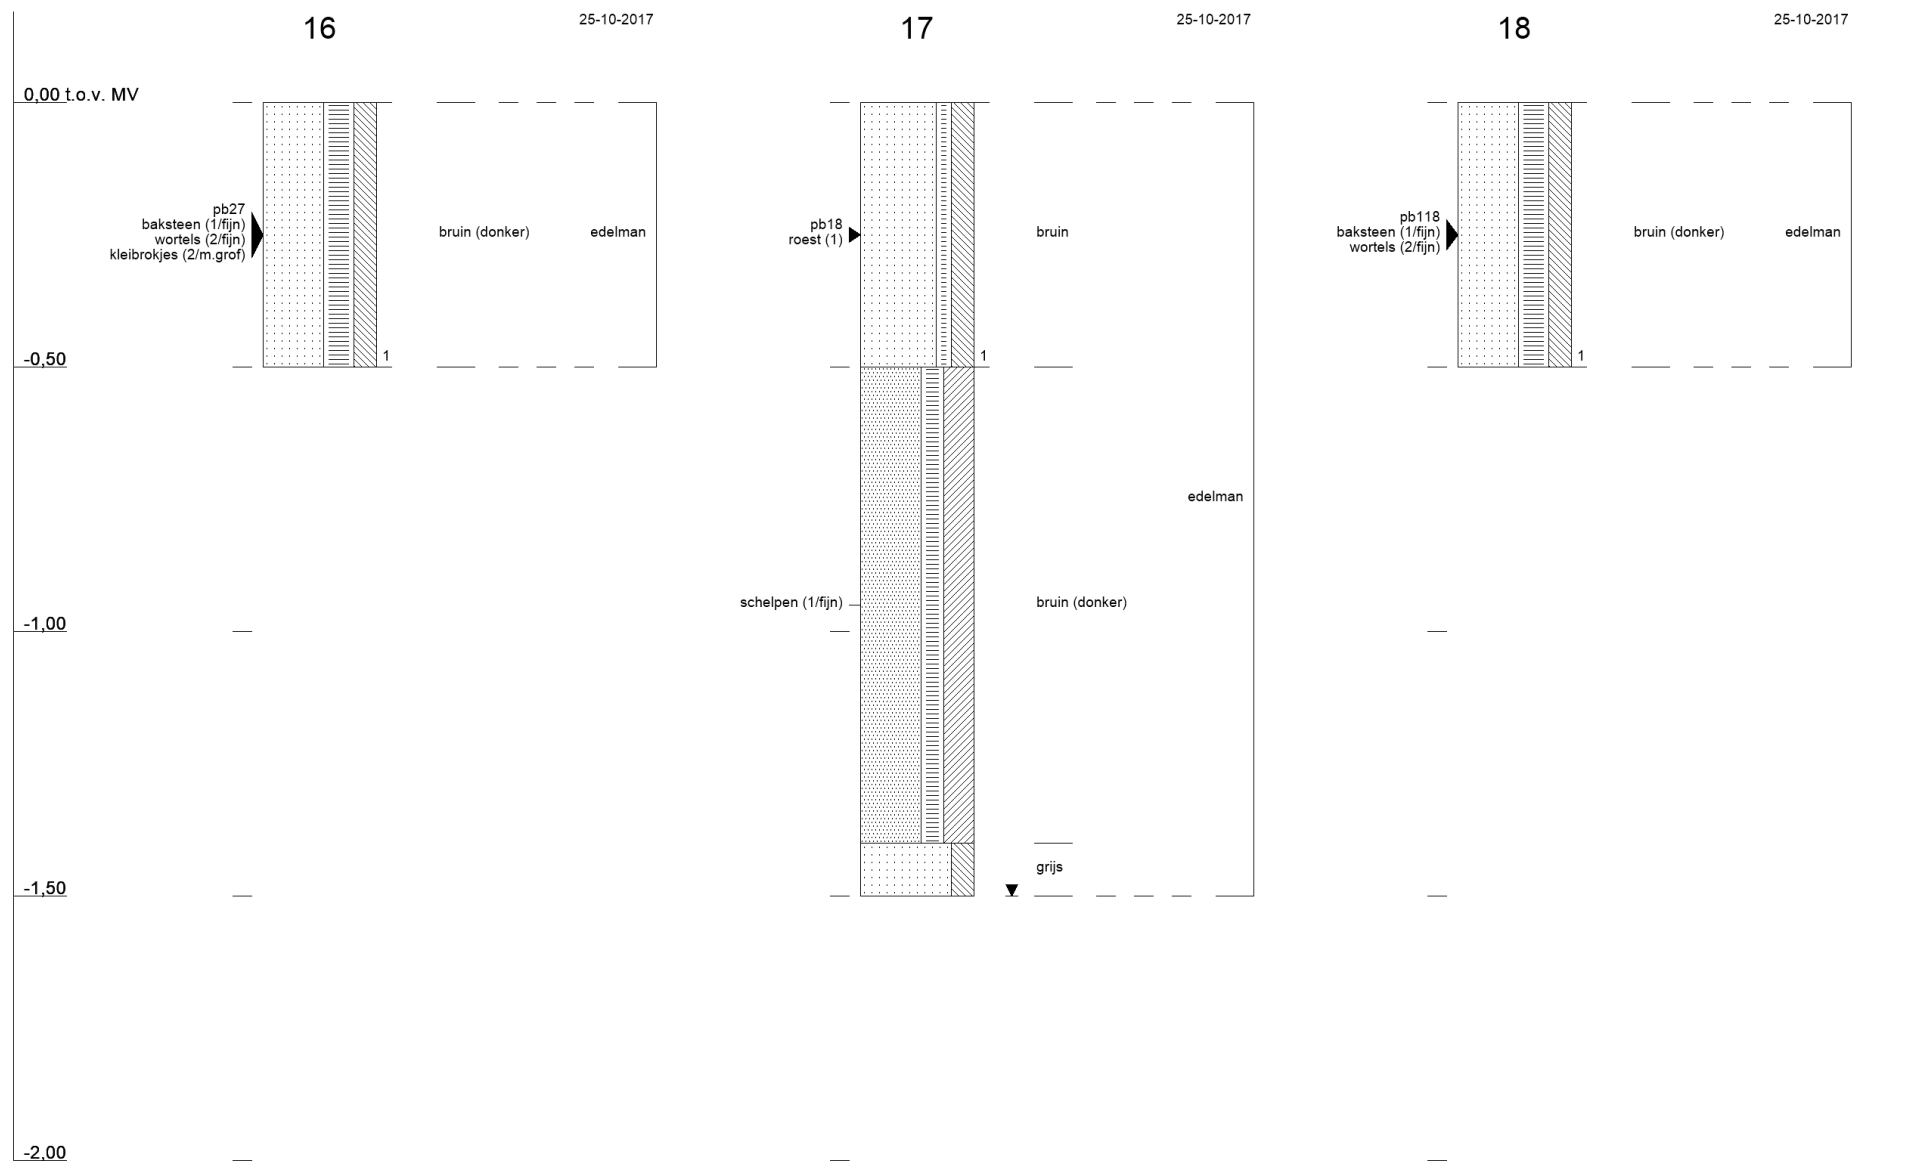 16
25-10-2017
17
25-10-2017
18
25-10-2017
0,00 t.o.v. MV
-0,50
-1,00
-1,50
-2,00
pb27
baksteen (1/fijn)
wortels (2/fijn)
kleibrokjes (2/m.grof)
bruin (donker)
edelman
1
pb18
roest (1)
bruin
1
edelman
schelpen (1/fijn)
bruin (donker)
grijs
pb118
baksteen (1/fijn)
wortels (2/fijn)
bruin (donker)
edelman
1